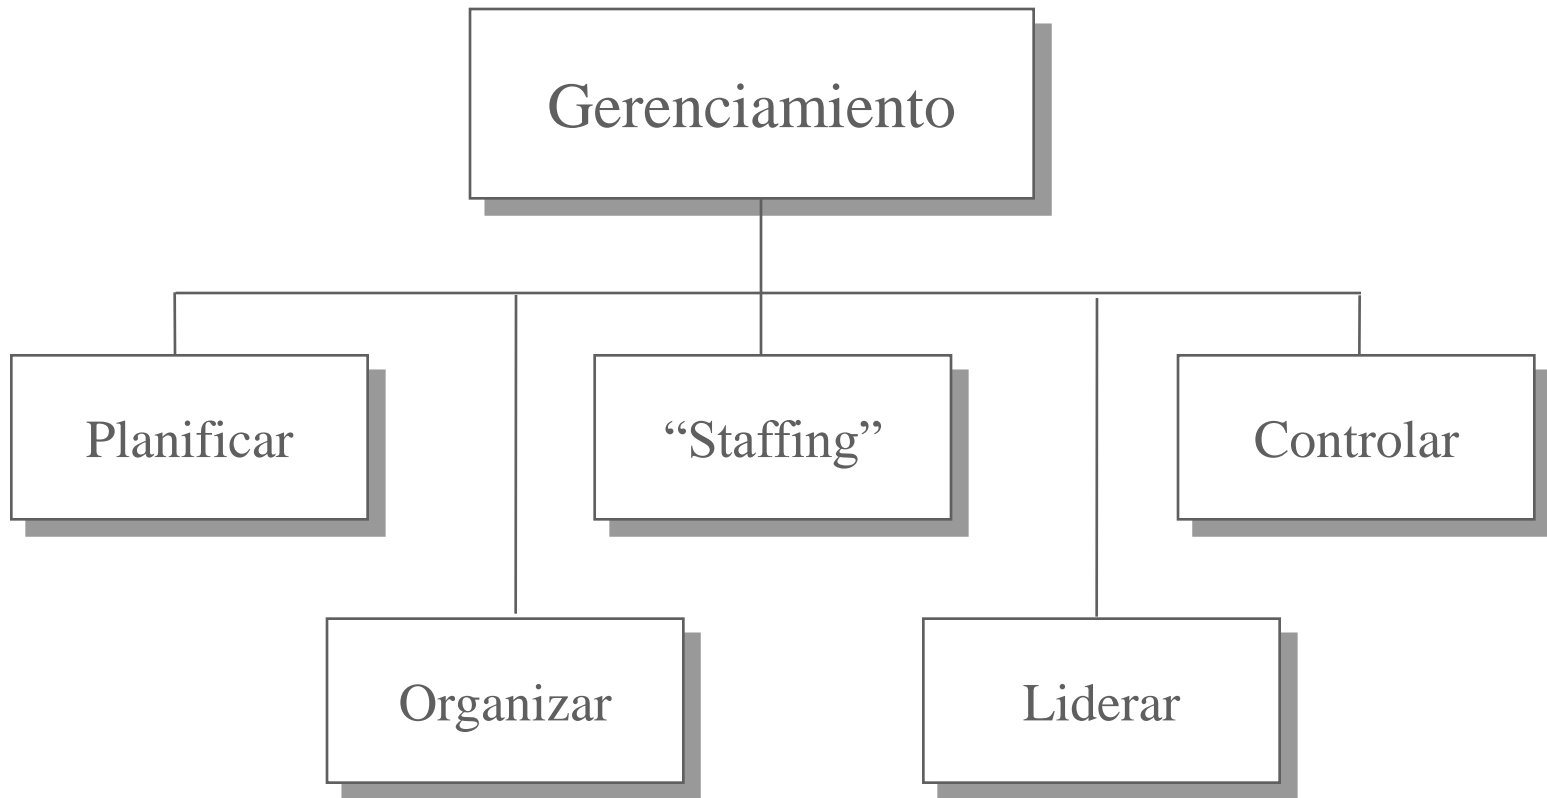 Gerenciamiento
Planificar
“Staffing”
Controlar
Organizar
Liderar